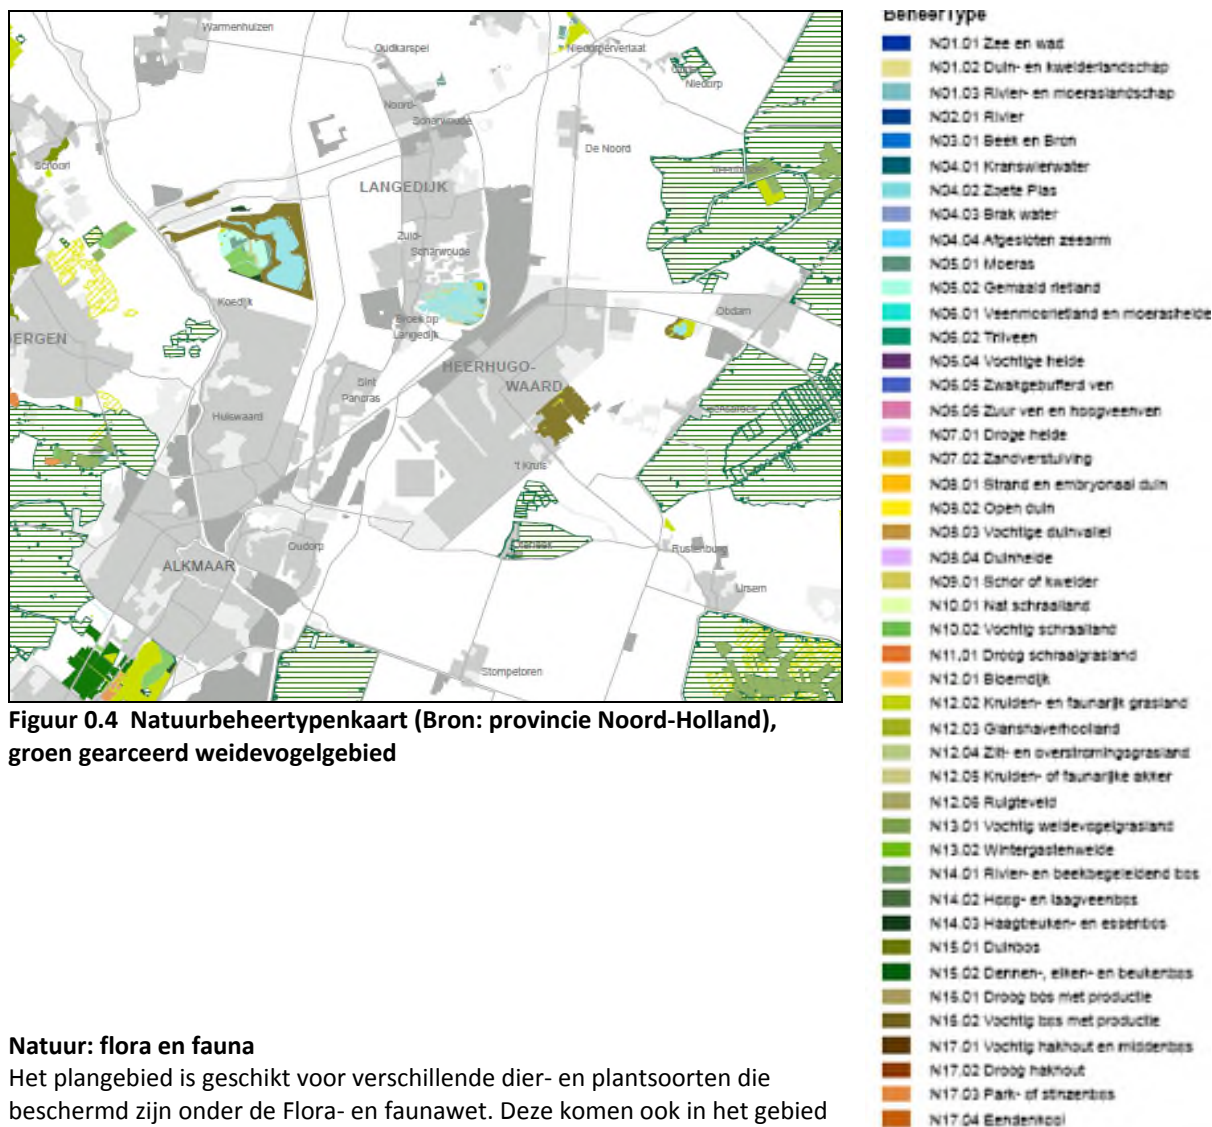 Warmenhuizen
Oudkarspel
Niedorperverlaat
Niedorp
Noord-
Scharwoude
De Noord
Schoorl
LANGEDIJK
Zuid-
Scharwoude
Koedijk
Obdam
Broek op
Langedijk
BERGEN
HEERHUGO-
WAARD
Sint
Pancras
Huiswaard
't Kruis
Oudorp
Rustenburg
ALKMAAR
Ursem
Stompetoren
Figuur 0.4 Natuurbeheertypenkaart (Bron: provincie Noord-Holland),
groen gearceerd weidevogelgebied
Natuur: flora en fauna
Het plangebied is geschikt voor verschillende dier- en plantsoorten die
beschermd zijn onder de Flora- en faunawet. Deze komen ook in het gebied
BeheerType
N01.01 Zee en wad
N01.02 Duin- en kwelderlandschap
N01.03 Rivier- en moeraslandschap
N02.01 Rivier
N03.01 Beek en Bron
N04.01 Kranswierwater
N04.02 Zoete Plas
N04.03 Brak water
N04.04 Afgesloten zeearm
N05.01 Moeras
N05.02 Gemaaid rietland
N06.01 Veenmosrietland en moerasheide
N06.02 Trilveen
N06.04 Vochtige heide
N06.05 Zwakgebufferd ven
N06.06 Zuur ven en hoogveenven
N07.01 Droge heide
N07.02 Zandverstuiving
N08.01 Strand en embryonaal duin
N08.02 Open duin
N08.03 Vochtige duinvallei
N08.04 Duinheide
N09.01 Schor of kwelder
N10.01 Nat schraalland
N10.02 Vochtig schraalland
N11.01 Droog schraalgrasland
N12.01 Bloemdijk
N12.02 Kruiden- en faunarijk grasland
N12.03 Glanshaverhooiland
N12.04 Zilt- en overstromingsgrasland
N12.05 Kruiden- of faunarijke akker
N12.06 Ruigteveld
N13.01 Vochtig weidevogelgrasland
N13.02 Wintergastenweide
N14.01 Rivier- en beekbegeleidend bos
N14.02 Hoog- en laagveenbos
N14.03 Haagbeuken- en essenbos
N15.01 Duinbos
N15.02 Dennen-, eiken- en beukenbos
N16.01 Droog bos met productie
N16.02 Vochtig bos met productie
N17.01 Vochtig hakhout en middenbos
N17.02 Droog hakhout
N17.03 Park- of stinzenbos
N17.04 Eendenkooi